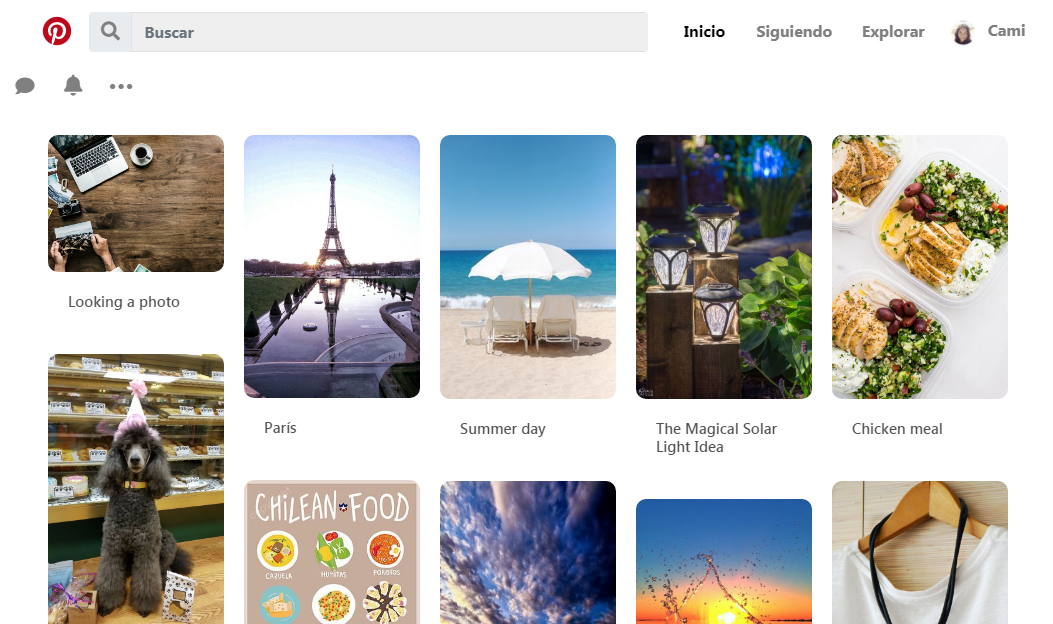 Buscar
Inicio
Siguiendo
Explorar
Cami
Looking a photo
París
Summer day
The Magical Solar
Light Idea
Chicken meal
CHILEAN FOOD
CAZUELA
HUMITAS
POROTOS